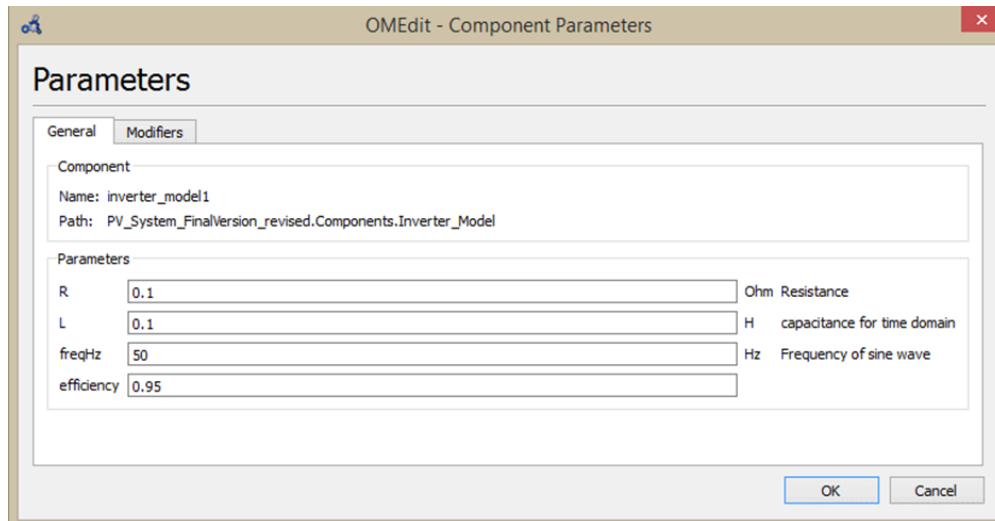 OMEdit - Component Parameters
Parameters
General Modifiers
Component
Name: inverter_model1
Path: PV_System_FinalVersion_revised.Components.Inverter_Model
Parameters
R 0.1 Ohm Resistance
L 0.1 H capacitance for time domain
freqHz 50 Hz Frequency of sine wave
efficiency 0.95
OK Cancel